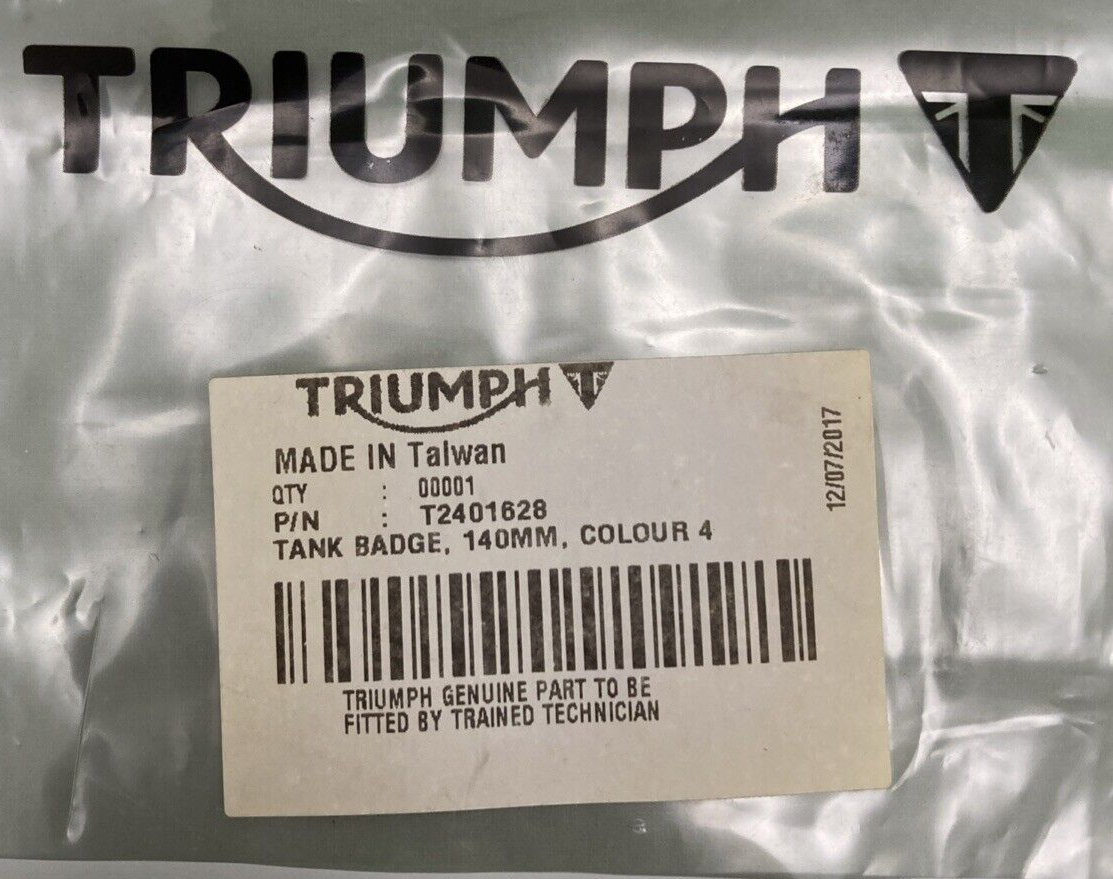 TRIUMPH T
TRIUMPH T
MADE IN Taiwan
QTY : 00001
P/N : T2401628
TANK BADGE, 140MM, COLOUR 4
12/07/2017
TRIUMPH GENUINE PART TO BE
FITTED BY TRAINED TECHNICIAN